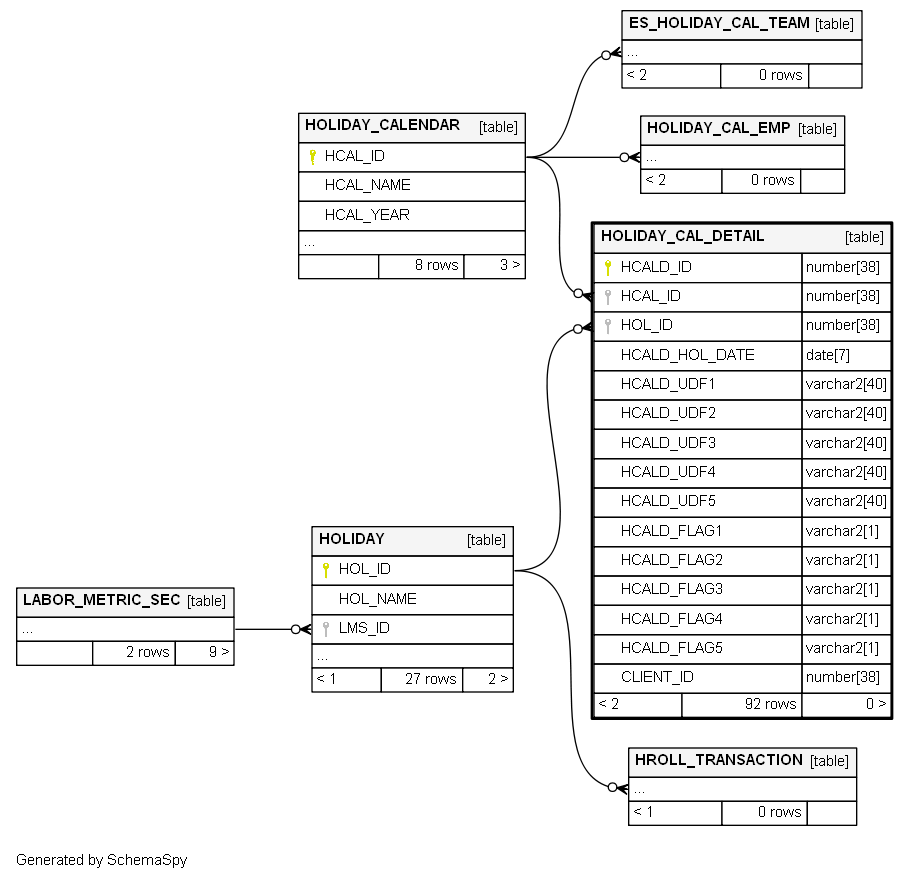 ES_HOLIDAY_CAL_TEAM [table]
...
< 2 0 rows
HOLIDAY_CALENDAR [table]
HCAL_ID
HCAL_NAME
HCAL_YEAR
...
8 rows 3 >
HOLIDAY_CAL_EMP [table]
...
< 2 0 rows
HOLIDAY_CAL_DETAIL [table]
HCALD_ID number[38]
HCAL_ID number[38]
HOL_ID number[38]
HCALD_HOL_DATE date[7]
HCALD_UDF1 varchar2[40]
HCALD_UDF2 varchar2[40]
HCALD_UDF3 varchar2[40]
HCALD_UDF4 varchar2[40]
HCALD_UDF5 varchar2[40]
HCALD_FLAG1 varchar2[1]
HCALD_FLAG2 varchar2[1]
HCALD_FLAG3 varchar2[1]
HCALD_FLAG4 varchar2[1]
HCALD_FLAG5 varchar2[1]
CLIENT_ID number[38]
< 2 92 rows 0 >
HOLIDAY [table]
HOL_ID
HOL_NAME
LMS_ID
...
< 1 27 rows 2 >
LABOR_METRIC_SEC [table]
...
2 rows 9 >
HROLL_TRANSACTION [table]
...
< 1 0 rows
Generated by SchemaSpy